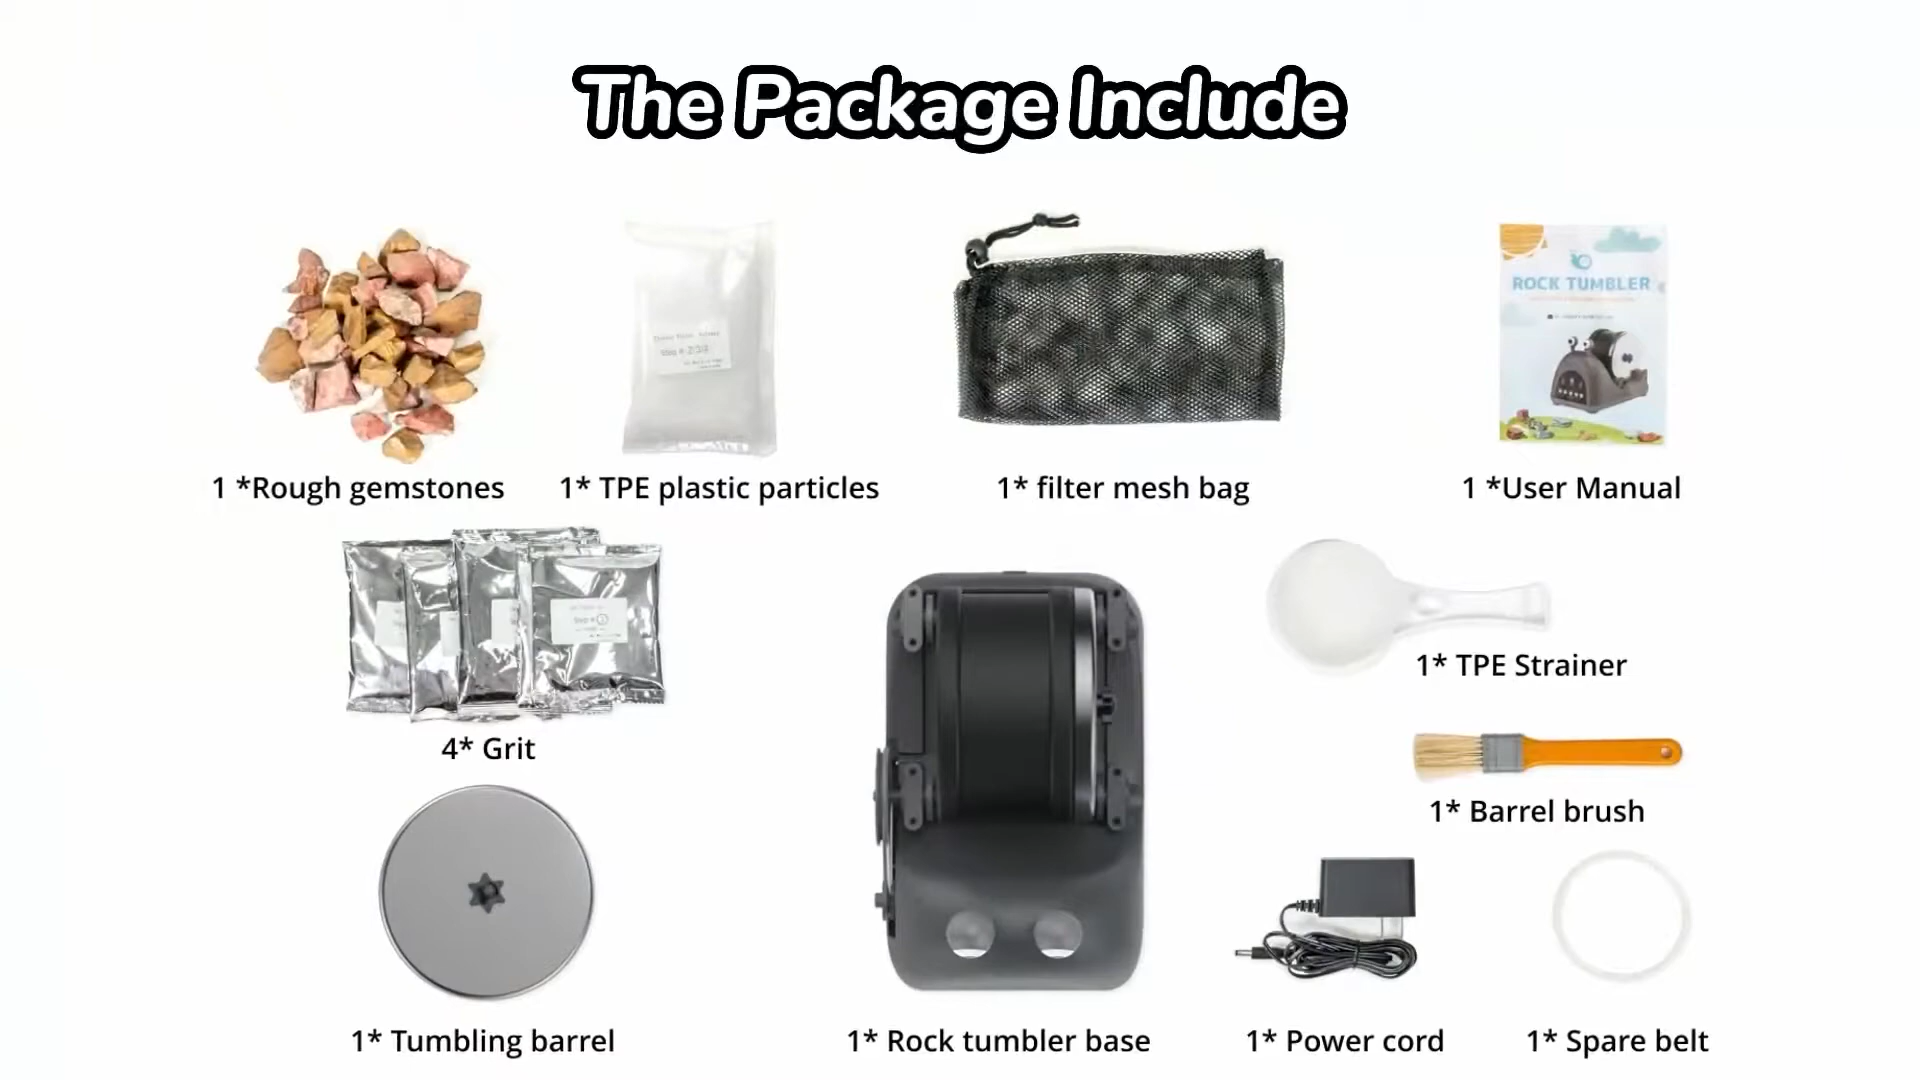 The Package Include
ROCK TUMBLER
1 *Rough gemstones
1* TPE plastic particles
1* filter mesh bag
1 *User Manual
4* Grit
1* TPE Strainer
1* Barrel brush
1* Tumbling barrel
1* Rock tumbler base
1* Power cord
1* Spare belt